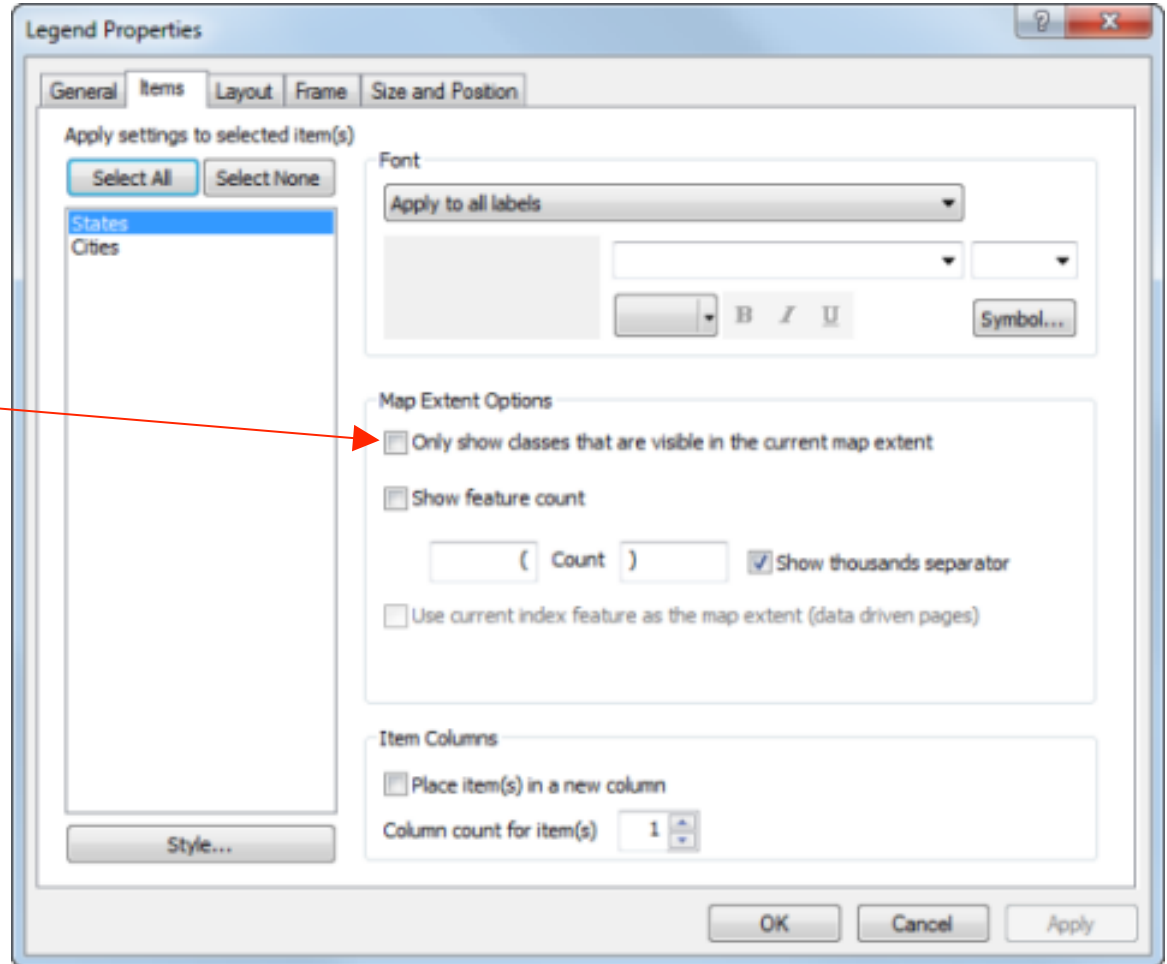 Legend Properties
General Items Layout Frame Size and Position
Apply settings to selected item(s)
Select All Select None
States
Cities
Style...
Font
Apply to all labels
B I U Symbol...
Map Extent Options
Only show classes that are visible in the current map extent
Show feature count
( Count ) Show thousands separator
Use current index feature as the map extent (data driven pages)
Item Columns
Place item(s) in a new column
Column count for item(s) 1
OK Cancel Apply